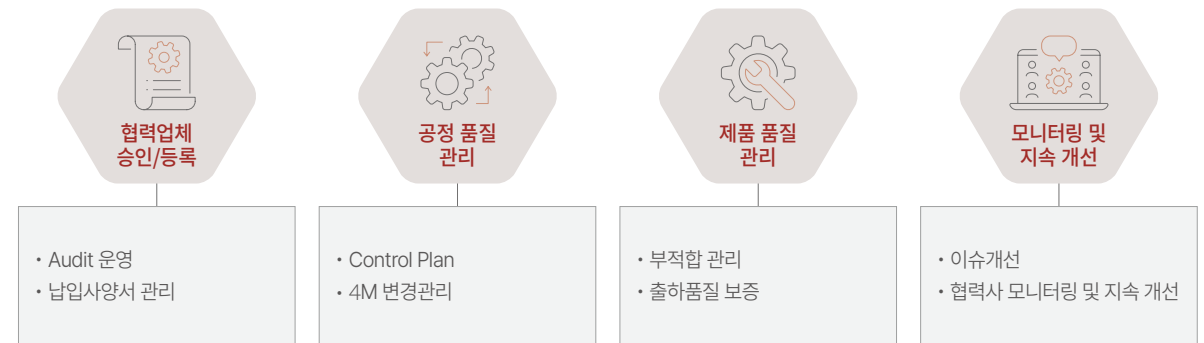 협력업체
승인/등록
• Audit 운영
• 납입사양서 관리
공정 품질
관리
• Control Plan
• 4M 변경관리
제품 품질
관리
• 부적합 관리
• 출하품질 보증
모니터링 및
지속 개선
• 이슈개선
• 협력사 모니터링 및 지속 개선